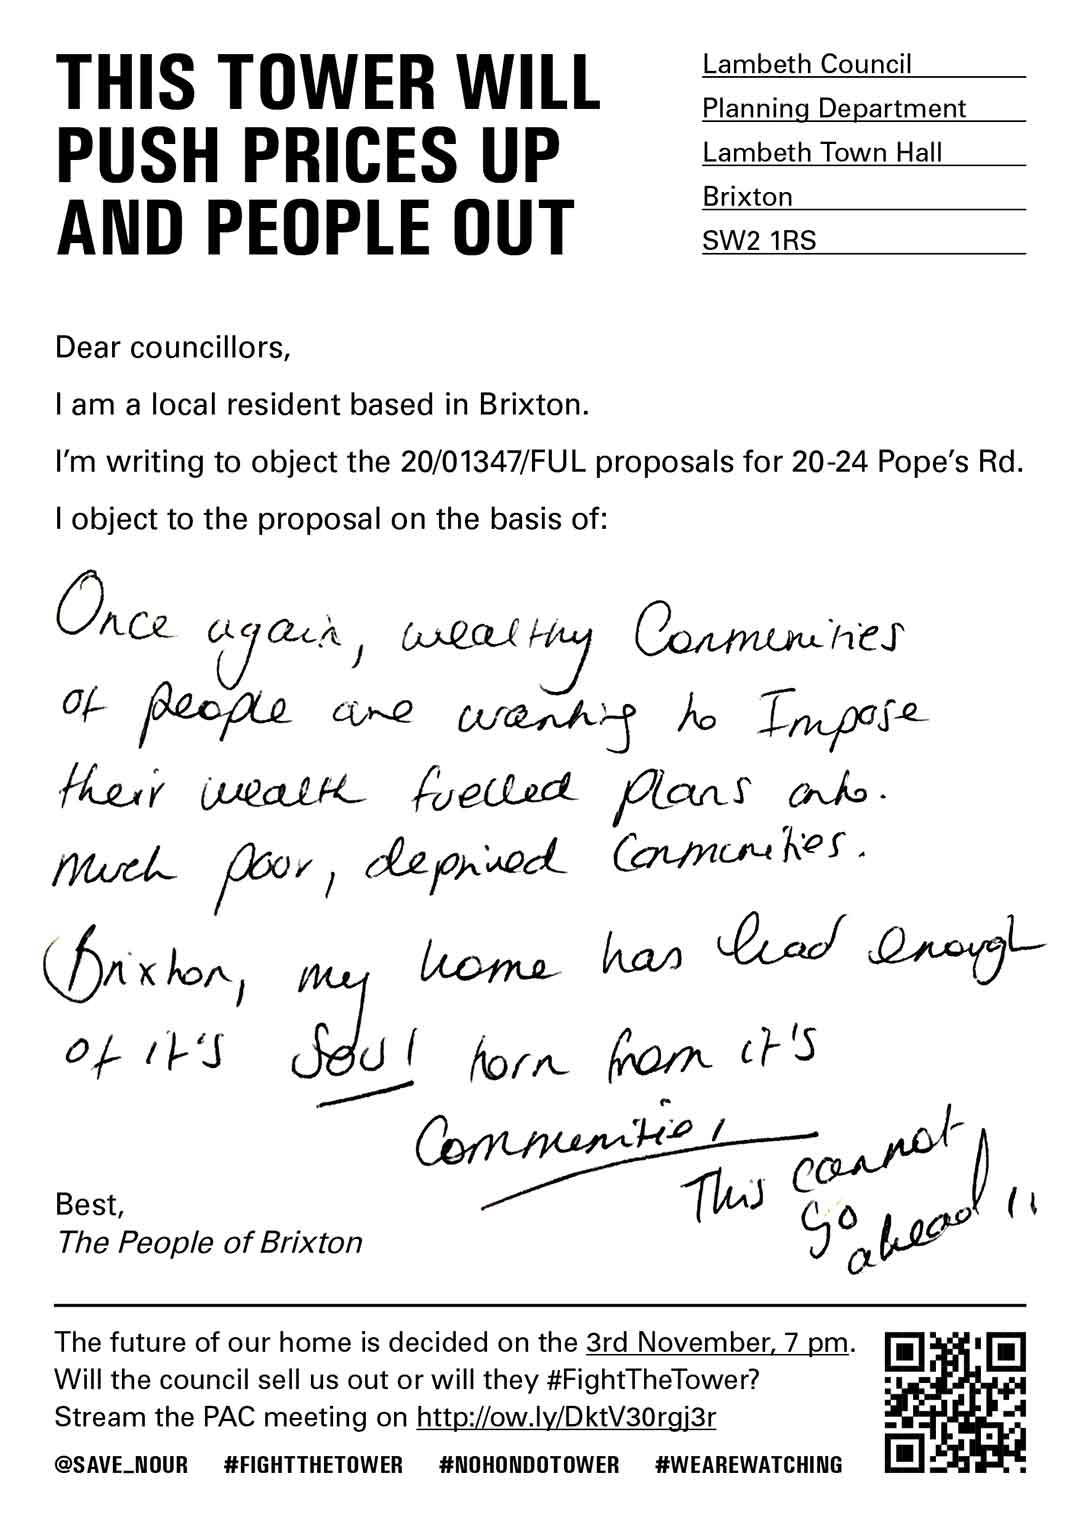 THIS TOWER WILL
PUSH PRICES UP
AND PEOPLE OUT
Lambeth Council
Planning Department
Lambeth Town Hall
Brixton
SW2 1RS
Dear councillors,
I am a local resident based in Brixton.
I'm writing to object the 20/01347/FUL proposals for 20-24 Pope's Rd.
I object to the proposal on the basis of:
Once again, wealthy Communities
of people are wanting to Impose
their wealth fuelled plans onto.
Much poor, deprived Communities.
Brixton, my home has had enough
of it's Soul torn from it's
Communities,
This cannot
go
ahead!!
Best,
The People of Brixton
The future of our home is decided on the 3rd November, 7 pm.
Will the council sell us out or will they #FightTheTower?
Stream the PAC meeting on http://ow.ly/DktV30rgj3r
@SAVE_NOUR #FIGHTTHETOWER #NOHONDOTOWER #WEAREWATCHING